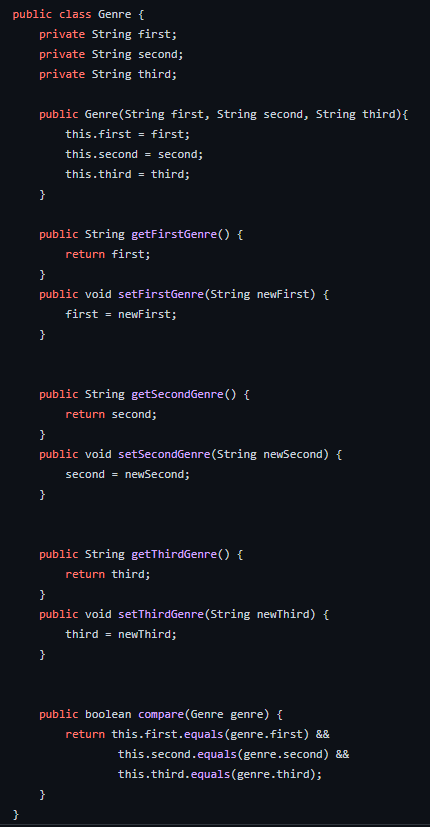 public class Genre {
    private String first;
    private String second;
    private String third;

    public Genre(String first, String second, String third){
        this.first = first;
        this.second = second;
        this.third = third;
    }

    public String getFirstGenre() {
        return first;
    }
    public void setFirstGenre(String newFirst) {
        first = newFirst;
    }


    public String getSecondGenre() {
        return second;
    }
    public void setSecondGenre(String newSecond) {
        second = newSecond;
    }


    public String getThirdGenre() {
        return third;
    }
    public void setThirdGenre(String newThird) {
        third = newThird;
    }


    public boolean compare(Genre genre) {
        return this.first.equals(genre.first) &&
                this.second.equals(genre.second) &&
                this.third.equals(genre.third);
    }
}